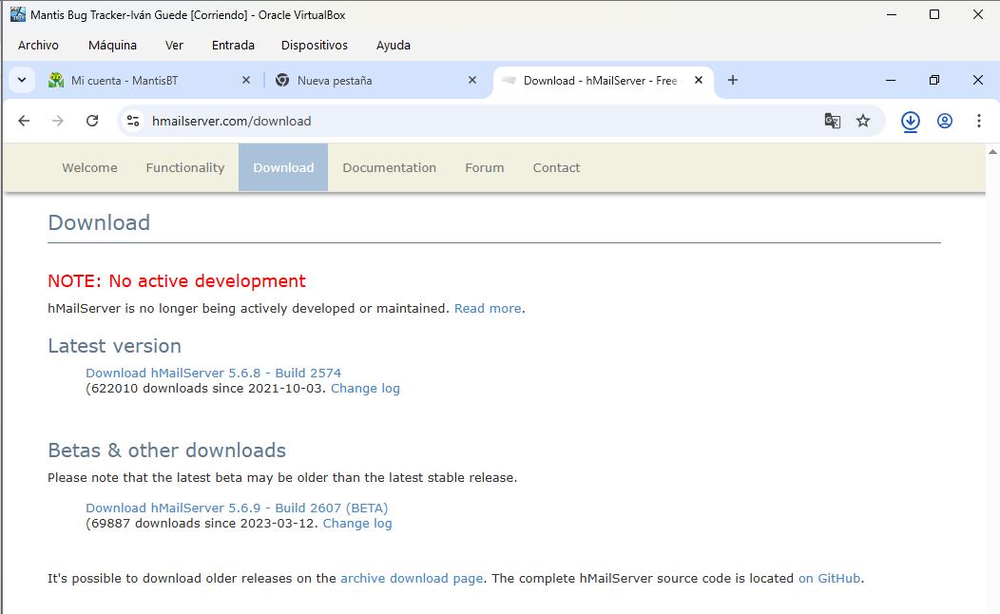 Mantis Bug Tracker-Iván Guede [Corriendo] - Oracle VirtualBox
Archivo Máquina Ver Entrada Dispositivos Ayuda
Mi cuenta - MantisBT Nueva pestaña Download - hMailServer - Free
hmailserver.com/download
Welcome Functionality Download Documentation Forum Contact
Download
NOTE: No active development
hMailServer is no longer being actively developed or maintained. Read more.
Latest version
Download hMailServer 5.6.8 - Build 2574
(622010 downloads since 2021-10-03. Change log
Betas & other downloads
Please note that the latest beta may be older than the latest stable release.
Download hMailServer 5.6.9 - Build 2607 (BETA)
(69887 downloads since 2023-03-12. Change log
It's possible to download older releases on the archive download page. The complete hMailServer source code is located on GitHub.